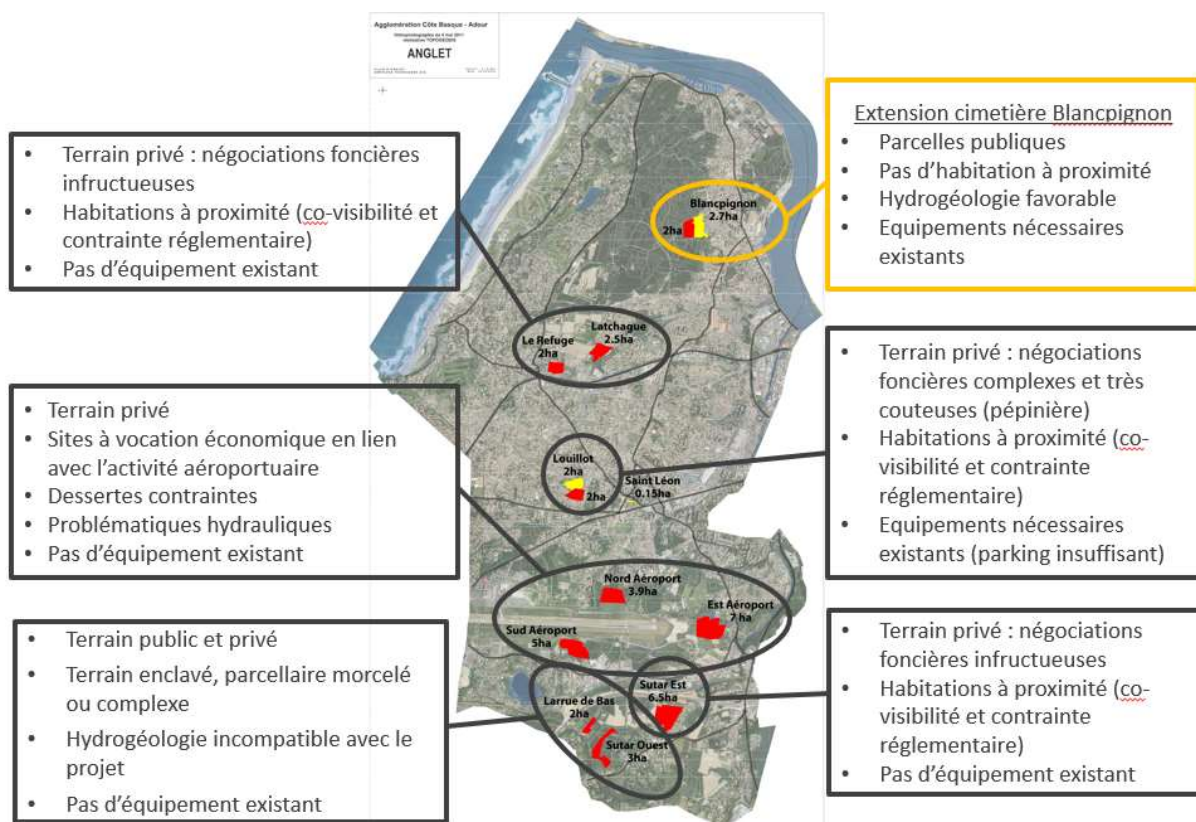 Agglomération Côte Basque - Adour
ANGLET
• Terrain privé : négociations foncières
infructueuses
• Habitations à proximité (co-visibilité et
contrainte réglementaire)
• Pas d'équipement existant
Extension cimetière Blancpignon
• Parcelles publiques
• Pas d'habitation à proximité
• Hydrogéologie favorable
• Equipements nécessaires
existants
Blancpignon
2.7ha
2ha
Latchague
2.5ha
Le Refuge
2ha
• Terrain privé
• Sites à vocation économique en lien
avec l'activité aéroportuaire
• Dessertes contraintes
• Problématiques hydrauliques
• Pas d'équipement existant
Louillot
2ha
2ha
Saint Léon
0.15ha
• Terrain privé : négociations
foncières complexes et très
couteuses (pépinière)
• Habitations à proximité (co-
visibilité et contrainte
réglementaire)
• Equipements nécessaires
existants (parking insuffisant)
Nord Aéroport
3.9ha
Est Aéroport
7 ha
Sud Aéroport
5ha
• Terrain public et privé
• Terrain enclavé, parcellaire morcelé
ou complexe
• Hydrogéologie incompatible avec le
projet
• Pas d'équipement existant
Sutar Est
6.5ha
Larrue de Bas
2ha
Sutar Ouest
3ha
• Terrain privé : négociations
foncières infructueuses
• Habitations à proximité (co-
visibilité et contrainte
réglementaire)
• Pas d'équipement existant